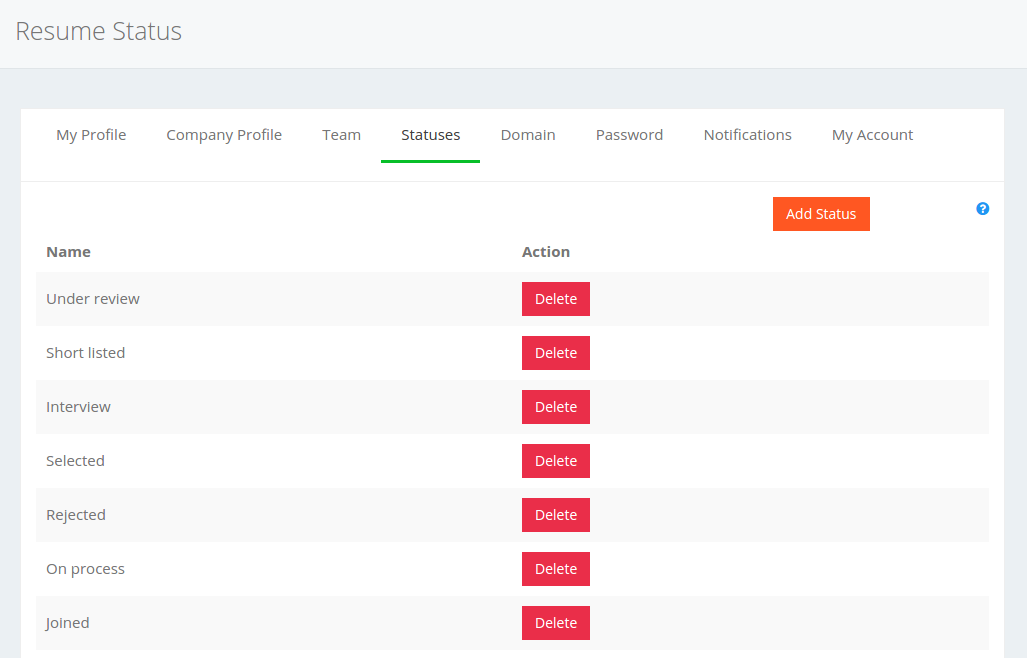 Resume Status
My Profile Company Profile Team Statuses Domain Password Notifications My Account
Add Status ?
Name Action
Under review Delete
Short listed Delete
Interview Delete
Selected Delete
Rejected Delete
On process Delete
Joined Delete